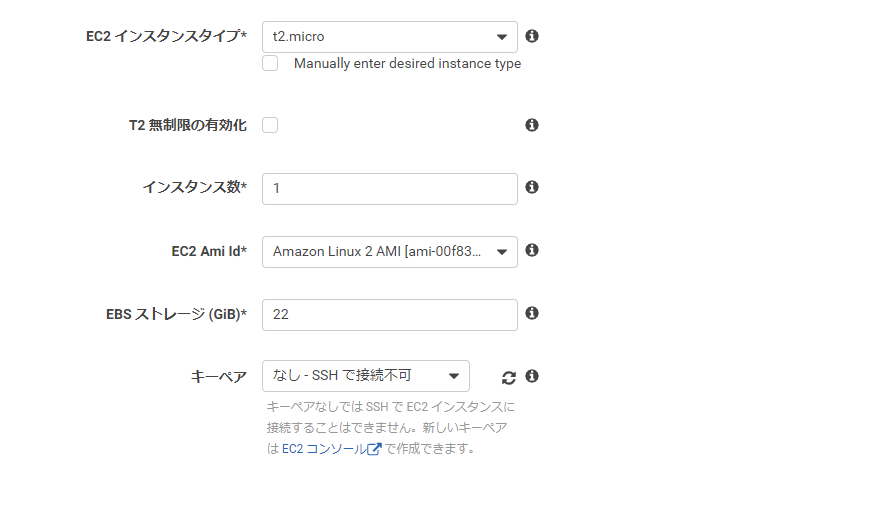 EC2 インスタンスタイプ* t2.micro
Manually enter desired instance type
T2 無制限の有効化
インスタンス数* 1
EC2 Ami Id* Amazon Linux 2 AMI [ami-00f83...
EBS ストレージ (GiB)* 22
キーペア なし - SSH で接続不可
キーペアなしでは SSH で EC2 インスタンスに
接続することはできません。新しいキーペア
は EC2 コンソール で作成できます。